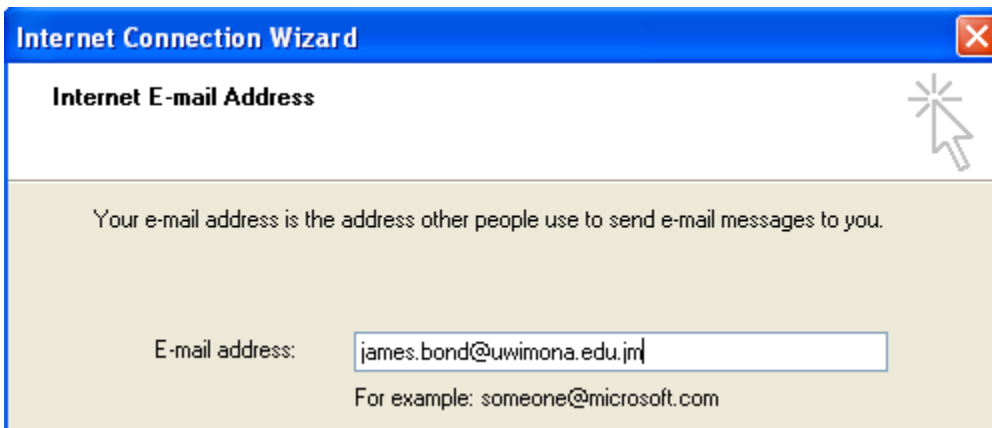 Internet Connection Wizard
Internet E-mail Address
Your e-mail address is the address other people use to send e-mail messages to you.
E-mail address: james.bond@uwimona.edu.jm
For example: someone@microsoft.com